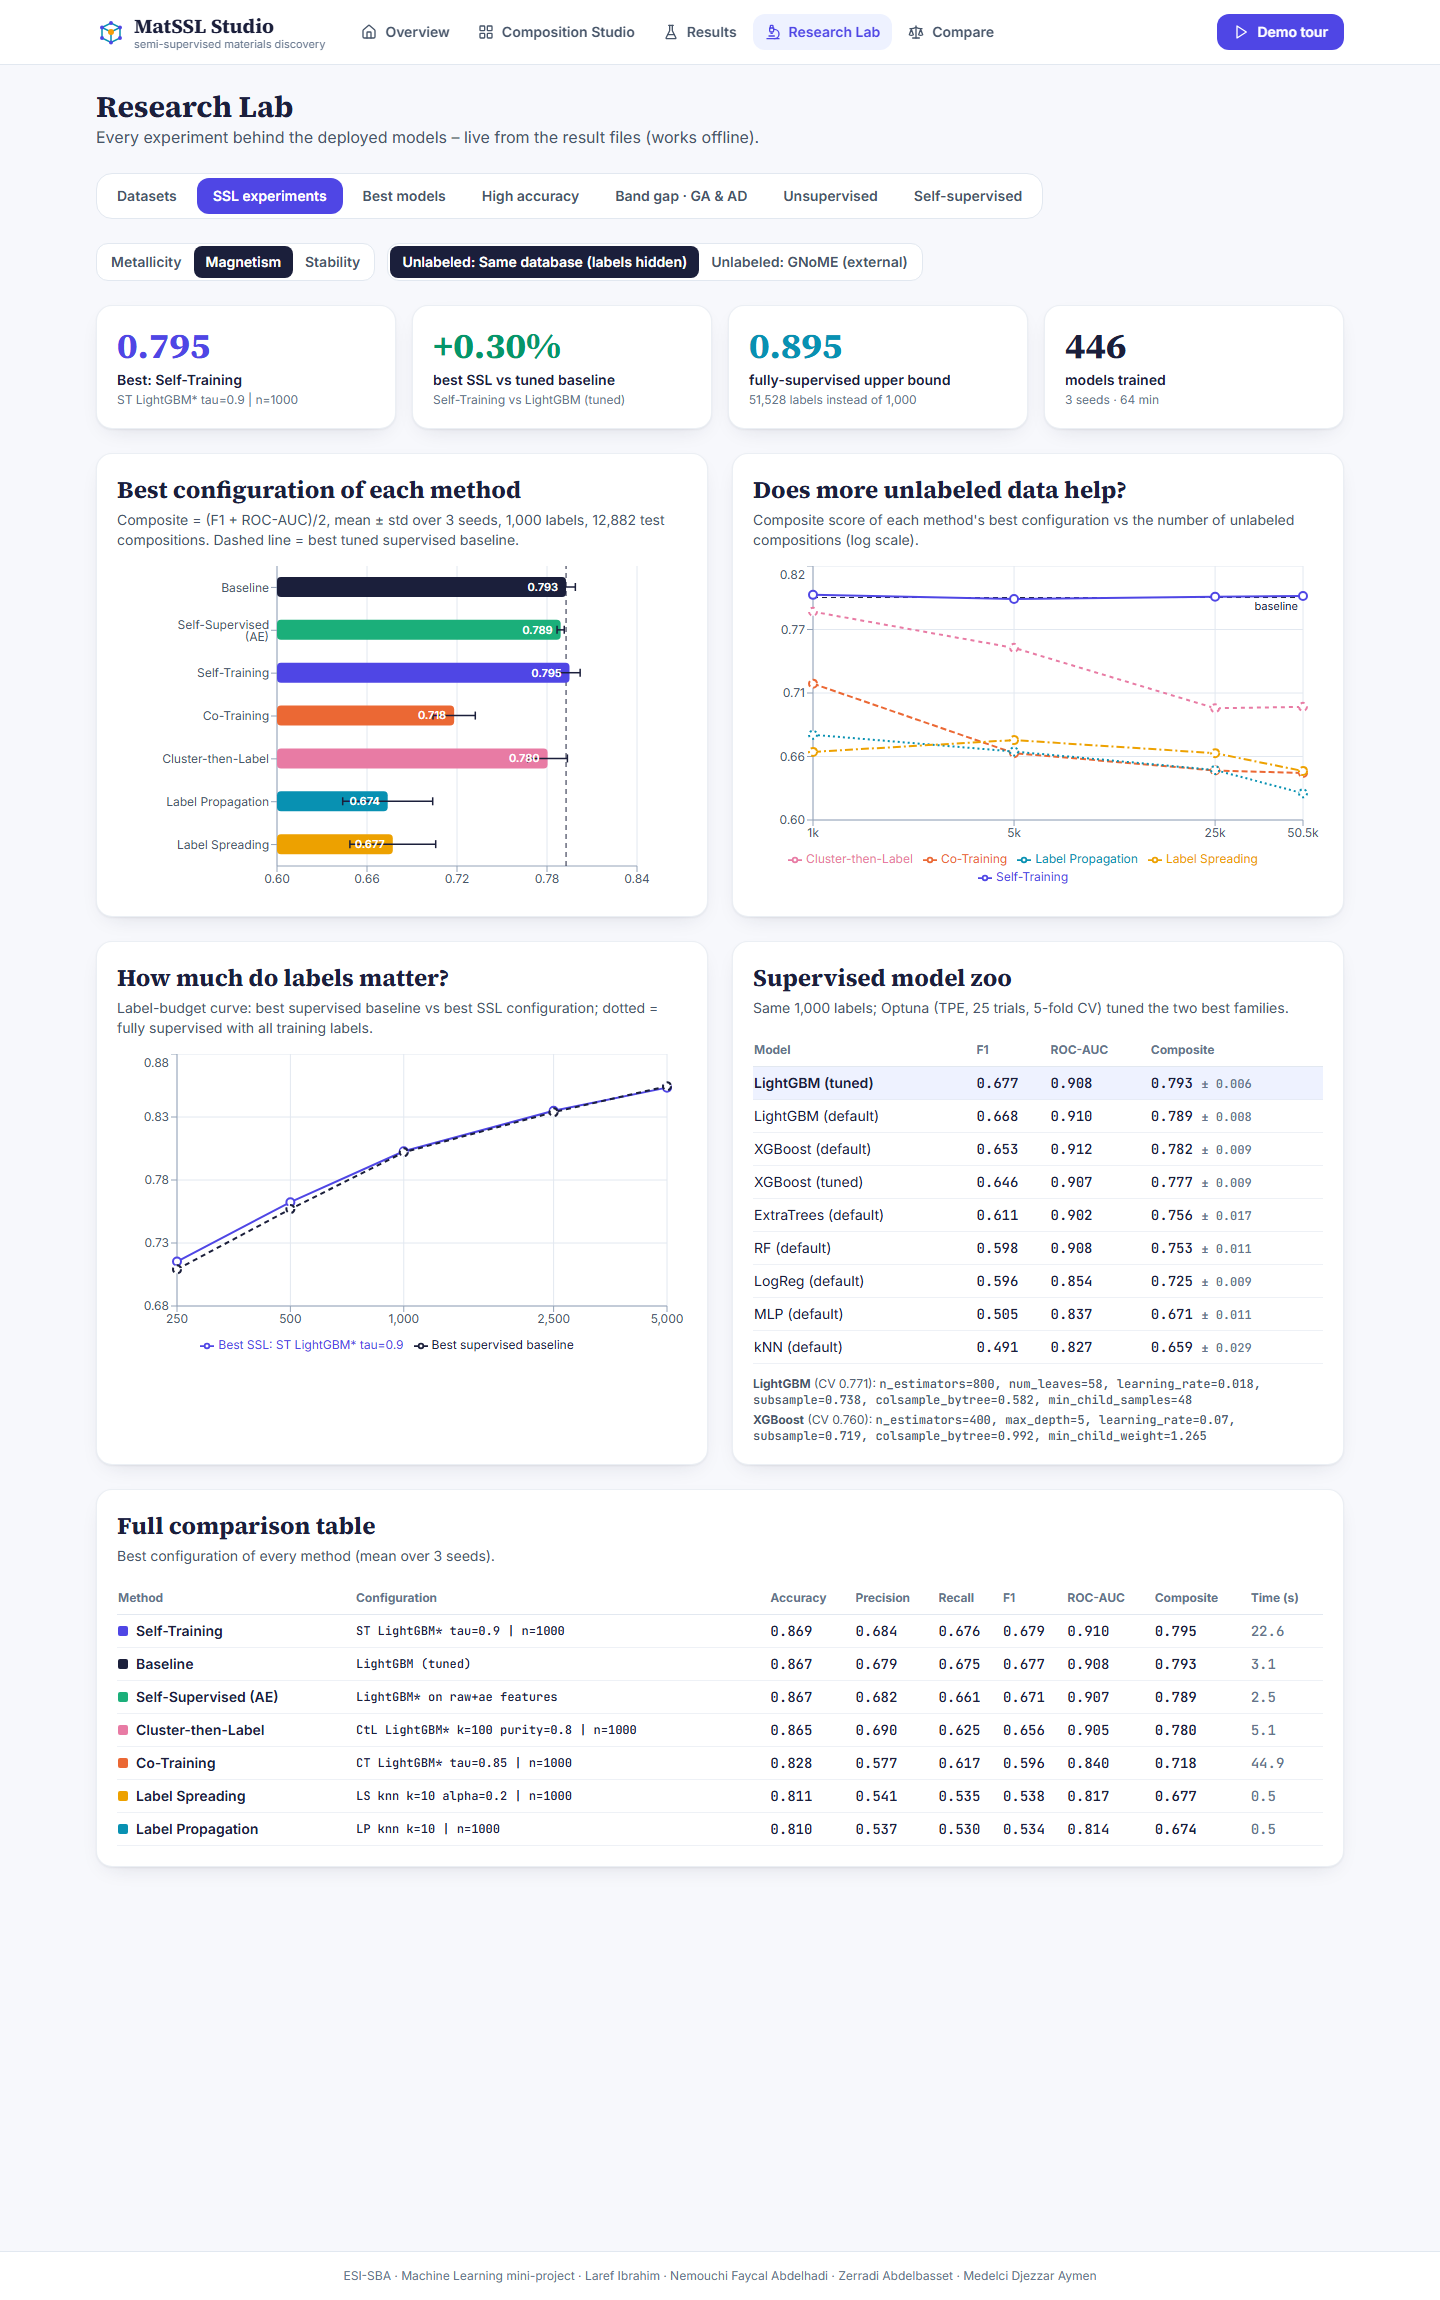 MatSSL Studio
semi-supervised materials discovery
Overview
Composition Studio
Results
Research Lab
Compare
Demo tour
Research Lab
Every experiment behind the deployed models – live from the result files (works offline).
Datasets
SSL experiments
Best models
High accuracy
Band gap · GA & AD
Unsupervised
Self-supervised
Metallicity
Magnetism
Stability
Unlabeled: Same database (labels hidden)
Unlabeled: GNoME (external)
0.795
Best: Self-Training
ST LightGBM* tau=0.9 | n=1000
+0.30%
best SSL vs tuned baseline
Self-Training vs LightGBM (tuned)
0.895
fully-supervised upper bound
51,528 labels instead of 1,000
446
models trained
3 seeds · 64 min
Best configuration of each method
Composite = (F1 + ROC-AUC)/2, mean ± std over 3 seeds, 1,000 labels, 12,882 test
compositions. Dashed line = best tuned supervised baseline.
Baseline 0.793
Self-Supervised
(AE) 0.789
Self-Training 0.795
Co-Training 0.718
Cluster-then-Label 0.780
Label Propagation 0.674
Label Spreading 0.677
0.60 0.66 0.72 0.78 0.84
Does more unlabeled data help?
Composite score of each method's best configuration vs the number of unlabeled
compositions (log scale).
0.82
baseline
0.77
0.71
0.66
0.60
1k 5k 25k 50.5k
Cluster-then-Label Co-Training Label Propagation Label Spreading
Self-Training
How much do labels matter?
Label-budget curve: best supervised baseline vs best SSL configuration; dotted =
fully supervised with all training labels.
0.88
0.83
0.78
0.73
0.68
250 500 1,000 2,500 5,000
Best SSL: ST LightGBM* tau=0.9 Best supervised baseline
Supervised model zoo
Same 1,000 labels; Optuna (TPE, 25 trials, 5-fold CV) tuned the two best families.
Model F1 ROC-AUC Composite
LightGBM (tuned) 0.677 0.908 0.793 ± 0.006
LightGBM (default) 0.668 0.910 0.789 ± 0.008
XGBoost (default) 0.653 0.912 0.782 ± 0.009
XGBoost (tuned) 0.646 0.907 0.777 ± 0.009
ExtraTrees (default) 0.611 0.902 0.756 ± 0.017
RF (default) 0.598 0.908 0.753 ± 0.011
LogReg (default) 0.596 0.854 0.725 ± 0.009
MLP (default) 0.505 0.837 0.671 ± 0.011
kNN (default) 0.491 0.827 0.659 ± 0.029
LightGBM (CV 0.771): n_estimators=800, num_leaves=58, learning_rate=0.018,
subsample=0.738, colsample_bytree=0.582, min_child_samples=48
XGBoost (CV 0.760): n_estimators=400, max_depth=5, learning_rate=0.07,
subsample=0.719, colsample_bytree=0.992, min_child_weight=1.265
Full comparison table
Best configuration of every method (mean over 3 seeds).
Method Configuration Accuracy Precision Recall F1 ROC-AUC Composite Time (s)
Self-Training ST LightGBM* tau=0.9 | n=1000 0.869 0.684 0.676 0.679 0.910 0.795 22.6
Baseline LightGBM (tuned) 0.867 0.679 0.675 0.677 0.908 0.793 3.1
Self-Supervised (AE) LightGBM* on raw+ae features 0.867 0.682 0.661 0.671 0.907 0.789 2.5
Cluster-then-Label CtL LightGBM* k=100 purity=0.8 | n=1000 0.865 0.690 0.625 0.656 0.905 0.780 5.1
Co-Training CT LightGBM* tau=0.85 | n=1000 0.828 0.577 0.617 0.596 0.840 0.718 44.9
Label Spreading LS knn k=10 alpha=0.2 | n=1000 0.811 0.541 0.535 0.538 0.817 0.677 0.5
Label Propagation LP knn k=10 | n=1000 0.810 0.537 0.530 0.534 0.814 0.674 0.5
ESI-SBA · Machine Learning mini-project · Laref Ibrahim · Nemouchi Faycal Abdelhadi · Zerradi Abdelbasset · Medelci Djezzar Aymen